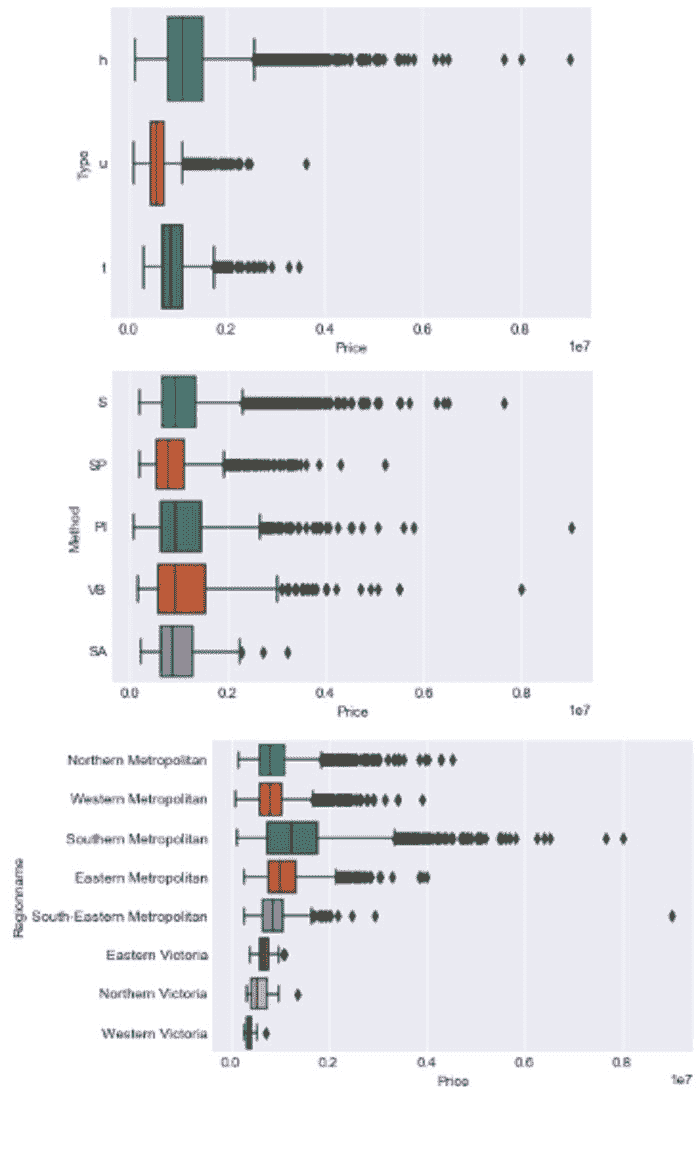 h
u
t
Type
0.0 0.2 0.4 0.6 0.8
Price
1e7
S
SP
PI
VB
SA
Method
0.0 0.2 0.4 0.6 0.8
Price
1e7
Northern Metropolitan
Western Metropolitan
Southern Metropolitan
Eastern Metropolitan
South-Eastern Metropolitan
Eastern Victoria
Northern Victoria
Western Victoria
Regionname
0.0 0.2 0.4 0.6 0.8
Price
1e7